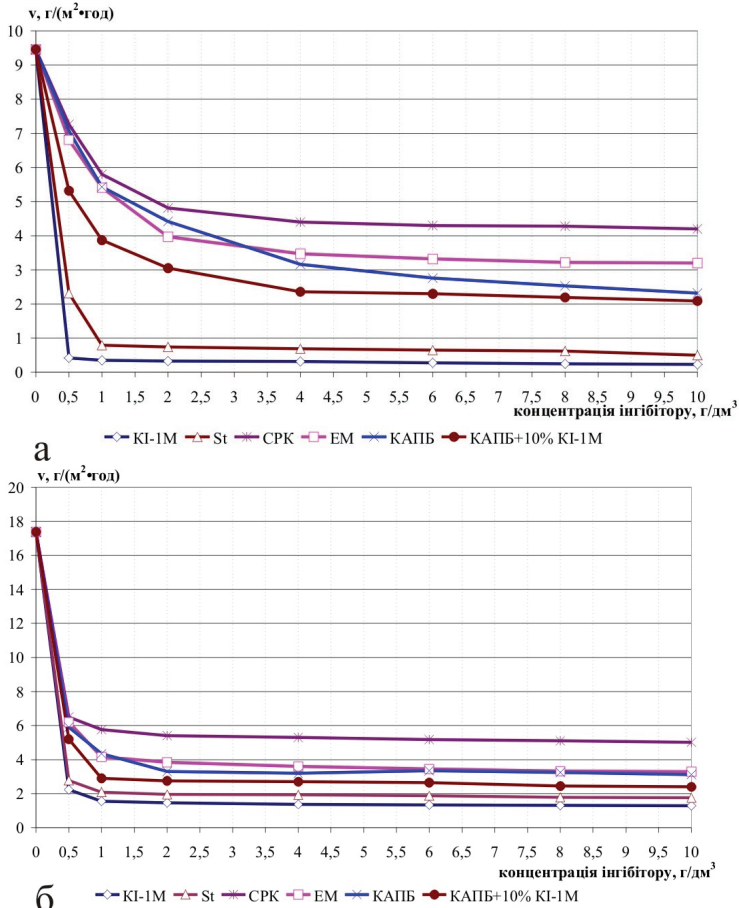 v, г/(м²•год)
10
9
8
7
6
5
4
3
2
1
0
0 0,5 1 1,5 2 2,5 3 3,5 4 4,5 5 5,5 6 6,5 7 7,5 8 8,5 9 9,5 10
концентрація інгібітору, г/дм³
а
КІ-1М St СРК ЕМ КАПБ КАПБ+10% КІ-1М
v, г/(м²•год)
20
18
16
14
12
10
8
6
4
2
0
0 0,5 1 1,5 2 2,5 3 3,5 4 4,5 5 5,5 6 6,5 7 7,5 8 8,5 9 9,5 10
концентрація інгібітору, г/дм³
б
КІ-1М St СРК ЕМ КАПБ КАПБ+10% КІ-1М